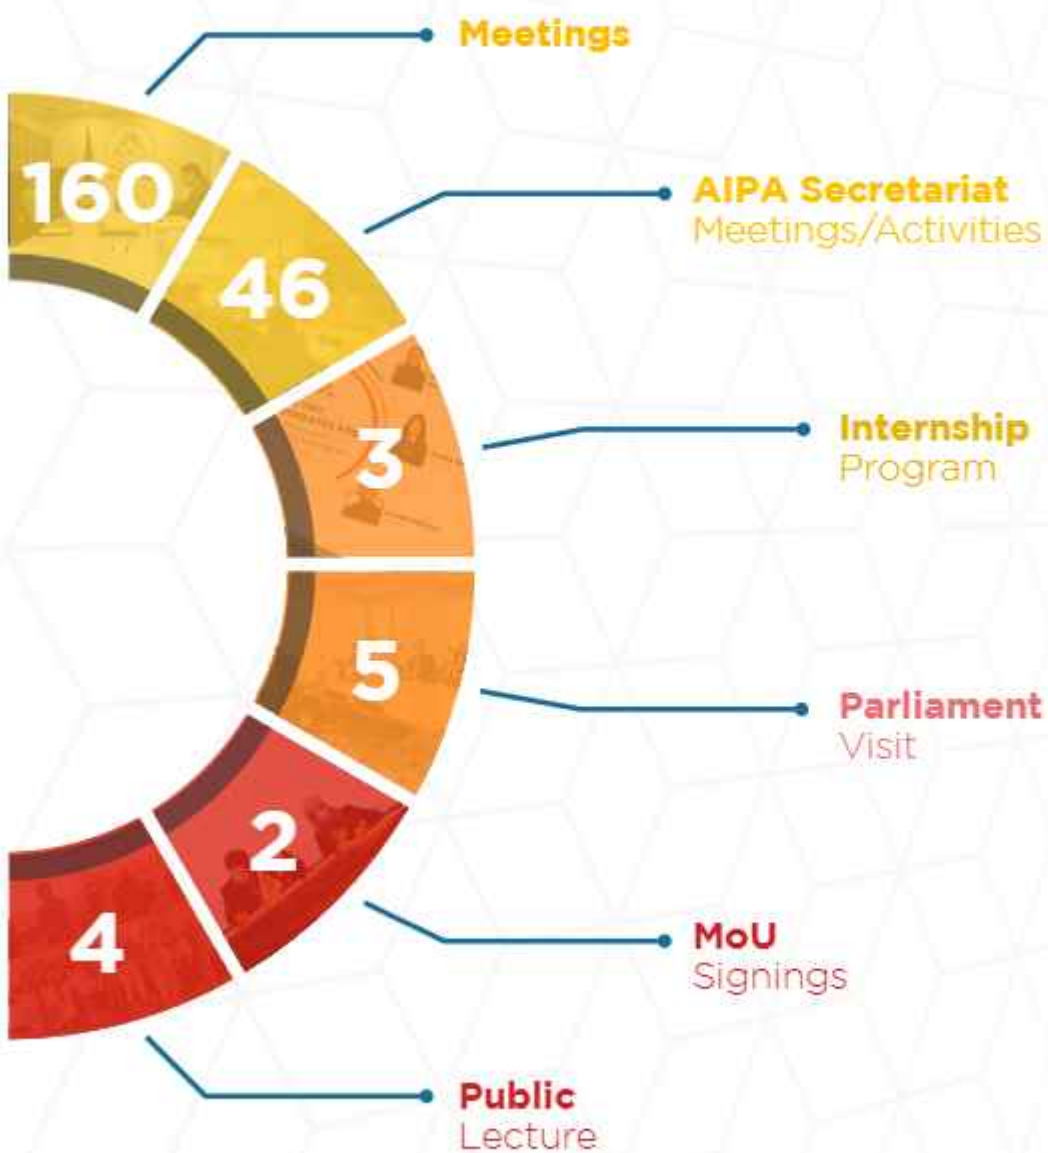 Meetings
160
AIPA Secretariat
Meetings/Activities
46
Internship
Program
3
5
Parliament
Visit
2
MoU
Signings
4
Public
Lecture